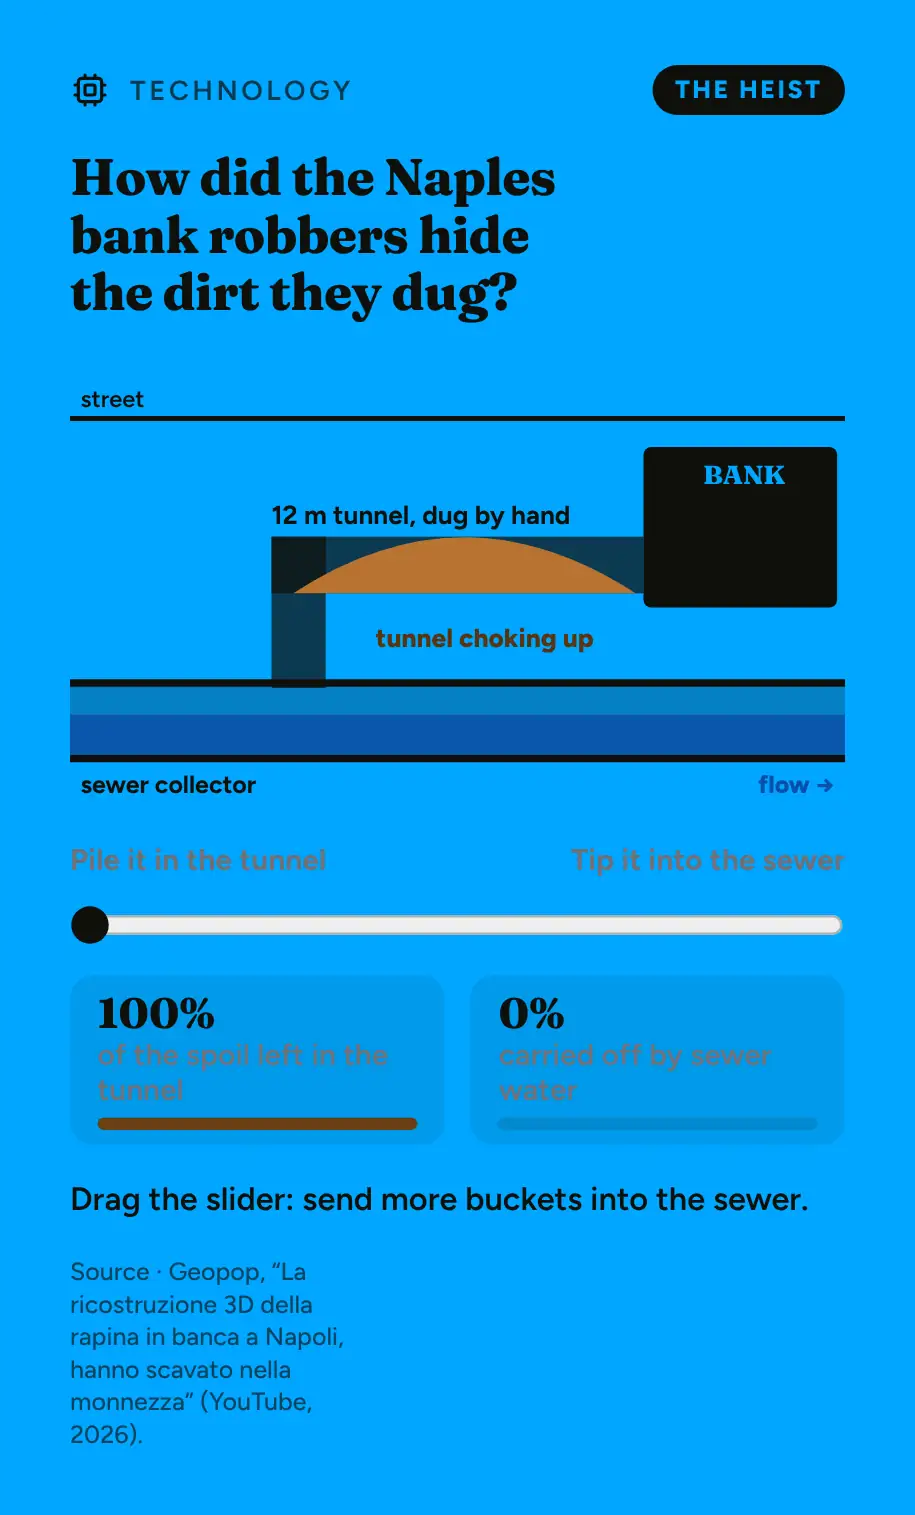 TECHNOLOGY
THE HEIST
How did the Naples
bank robbers hide
the dirt they dug?
street
BANK
12 m tunnel, dug by hand
tunnel choking up
sewer collector
flow →
Pile it in the tunnel
Tip it into the sewer
100%
of the spoil left in the
tunnel
0%
carried off by sewer
water
Drag the slider: send more buckets into the sewer.
Source · Geopop, “La
ricostruzione 3D della
rapina in banca a Napoli,
hanno scavato nella
monnezza” (YouTube,
2026).